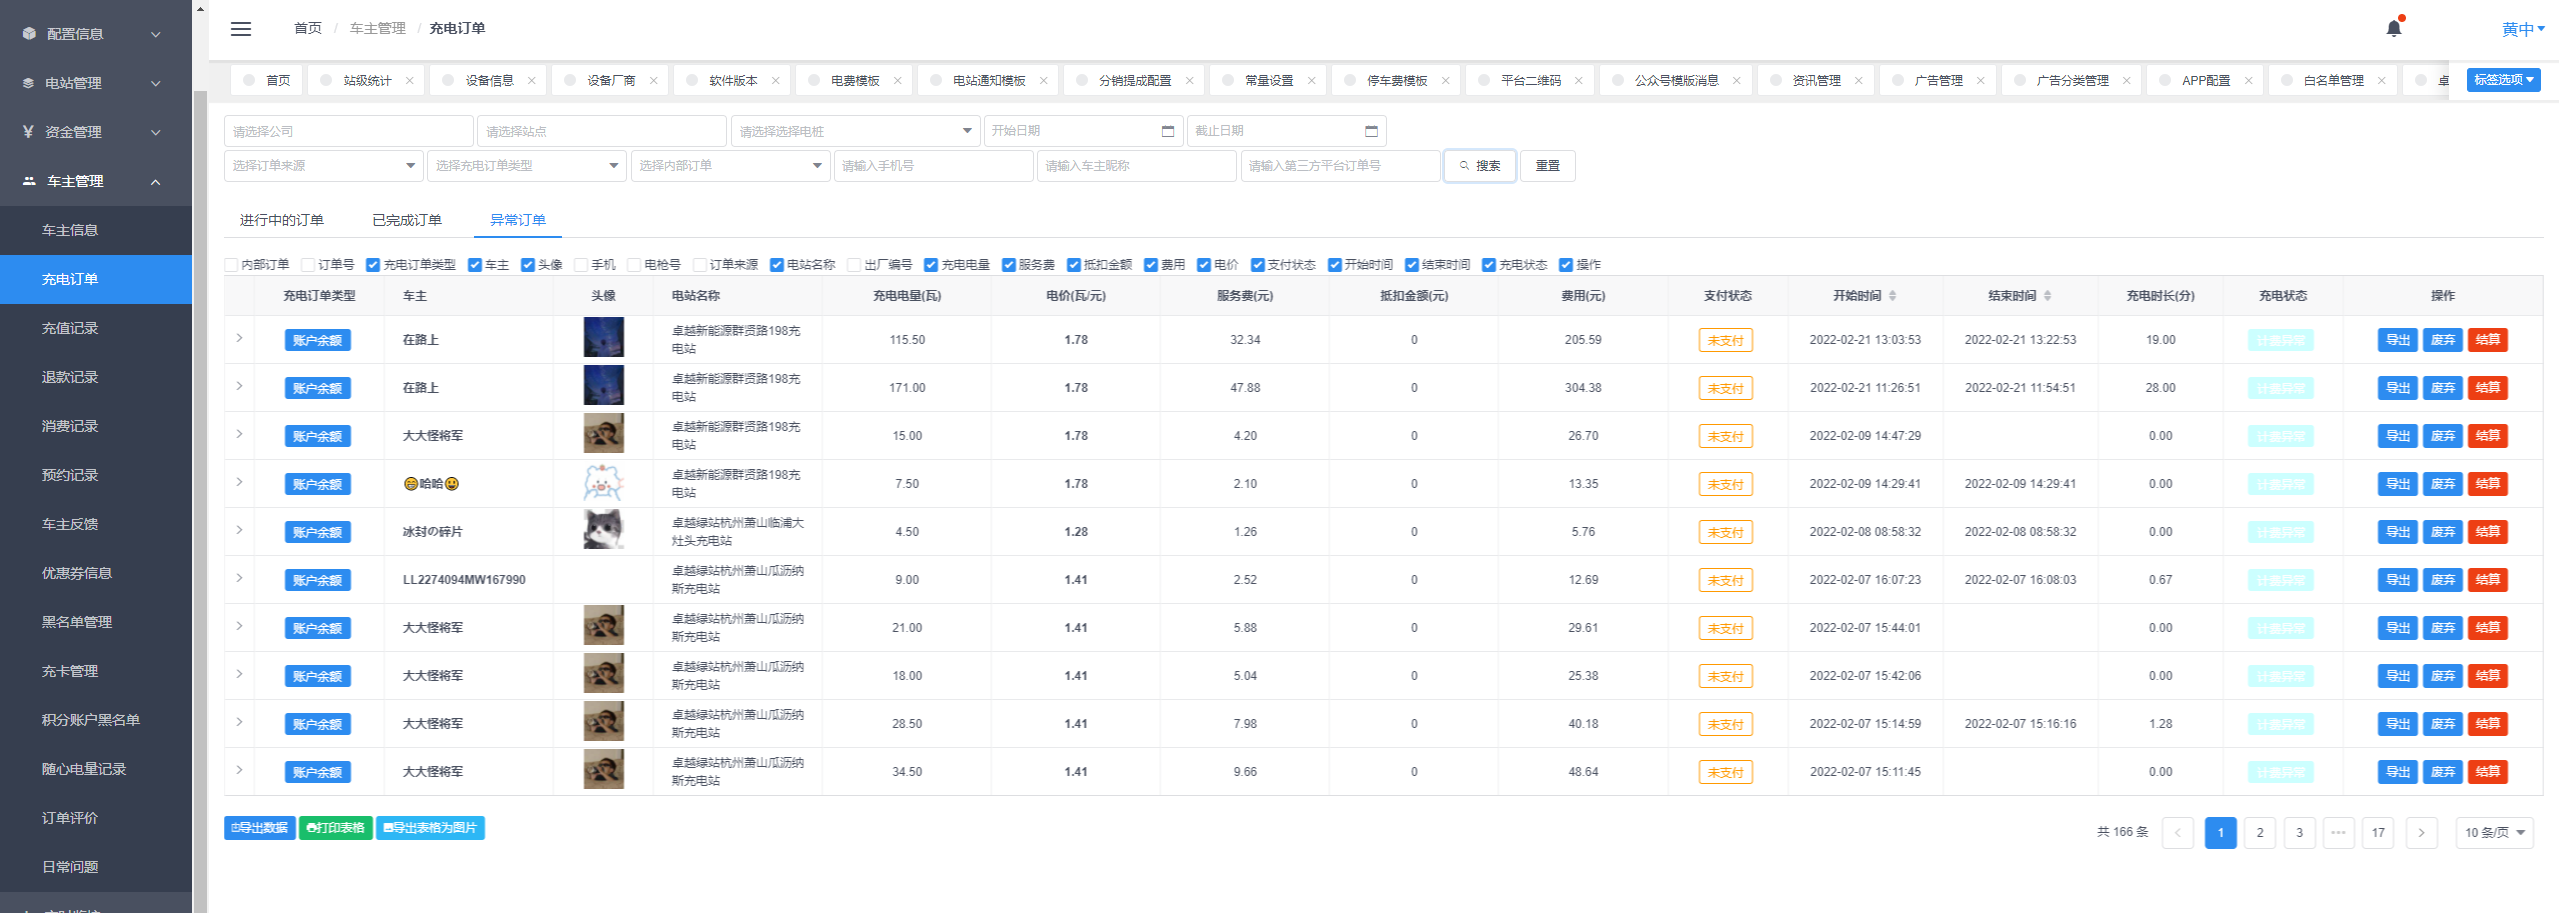 配置信息
电站管理
资金管理
车主管理
车主信息
充电订单
充值记录
退款记录
消费记录
预约记录
车主反馈
优惠券信息
黑名单管理
充卡管理
积分账户黑名单
随心电量记录
订单评价
日常问题
首页 / 车主管理 / 充电订单
黄中
首页 站级统计 设备信息 设备厂商 软件版本 电费模板 电站通知模板 分销提成配置 常量设置 停车费模板 平台二维码 公众号模版消息 资讯管理 广告管理 广告分类管理 APP配置 白名单管理 卓 标签选项
请选择公司 请选择站点 请选择选择电桩 开始日期 截止日期
选择订单来源 选择充电订单类型 选择内部订单 请输入手机号 请输入车主昵称 请输入第三方平台订单号 搜索 重置
进行中的订单 已完成订单 异常订单
内部订单 订单号 充电订单类型 车主 头像 手机 电枪号 订单来源 电站名称 出厂编号 充电电量 服务费 抵扣金额 费用 电价 支付状态 开始时间 结束时间 充电状态 操作
充电订单类型 车主 头像 电站名称 充电电量(瓦) 电价(瓦/元) 服务费(元) 抵扣金额(元) 费用(元) 支付状态 开始时间 结束时间 充电时长(分) 充电状态 操作
账户余额 在路上 卓越新能源群贤路198充电站 115.50 1.78 32.34 0 205.59 未支付 2022-02-21 13:03:53 2022-02-21 13:22:53 19.00 计量异常 导出 废弃 结算
账户余额 在路上 卓越新能源群贤路198充电站 171.00 1.78 47.88 0 304.38 未支付 2022-02-21 11:26:51 2022-02-21 11:54:51 28.00 计量异常 导出 废弃 结算
账户余额 大大怪将军 卓越新能源群贤路198充电站 15.00 1.78 4.20 0 26.70 未支付 2022-02-09 14:47:29 0.00 计量异常 导出 废弃 结算
账户余额 😁哈哈😃 卓越新能源群贤路198充电站 7.50 1.78 2.10 0 13.35 未支付 2022-02-09 14:29:41 2022-02-09 14:29:41 0.00 计量异常 导出 废弃 结算
账户余额 冰封の碎片 卓越绿站杭州萧山临浦大灶头充电站 4.50 1.28 1.26 0 5.76 未支付 2022-02-08 08:58:32 2022-02-08 08:58:32 0.00 计量异常 导出 废弃 结算
账户余额 LL2274094MW167990 卓越绿站杭州萧山瓜沥纳斯充电站 9.00 1.41 2.52 0 12.69 未支付 2022-02-07 16:07:23 2022-02-07 16:08:03 0.67 计量异常 导出 废弃 结算
账户余额 大大怪将军 卓越绿站杭州萧山瓜沥纳斯充电站 21.00 1.41 5.88 0 29.61 未支付 2022-02-07 15:44:01 0.00 计量异常 导出 废弃 结算
账户余额 大大怪将军 卓越绿站杭州萧山瓜沥纳斯充电站 18.00 1.41 5.04 0 25.38 未支付 2022-02-07 15:42:06 0.00 计量异常 导出 废弃 结算
账户余额 大大怪将军 卓越绿站杭州萧山瓜沥纳斯充电站 28.50 1.41 7.98 0 40.18 未支付 2022-02-07 15:14:59 2022-02-07 15:16:16 1.28 计量异常 导出 废弃 结算
账户余额 大大怪将军 卓越绿站杭州萧山瓜沥纳斯充电站 34.50 1.41 9.66 0 48.64 未支付 2022-02-07 15:11:45 0.00 计量异常 导出 废弃 结算
导出数据 打印表格 导出表格为图片
共 166 条 1 2 3 ••• 17 10 条/页